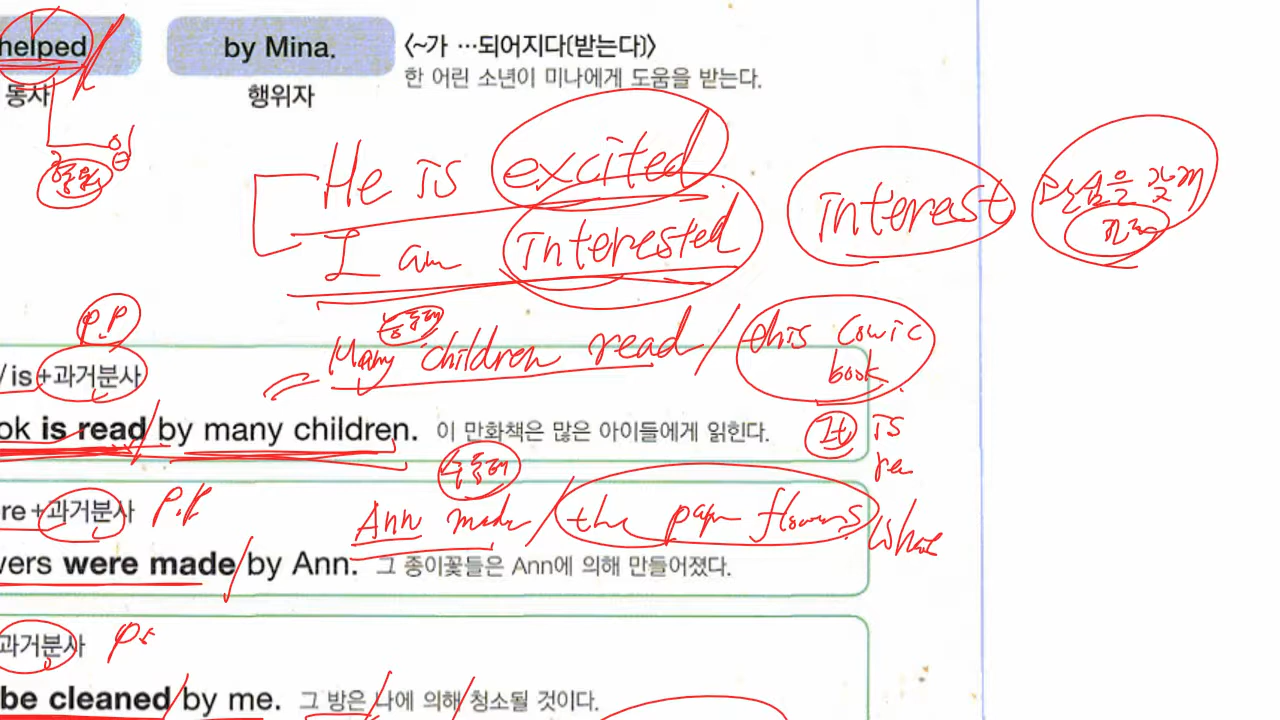 helped by Mina. 〈~가 …되어지다(받는다)〉
한 어린 소년이 미나에게 도움을 받는다.
동사 행위자
He is excited
I am interested interest 관심을 갖게
P.P
Many children read / this comic book
/ is + 과거분사
ok is read by many children. 이 만화책은 많은 아이들에게 읽힌다.
It is
수동태
re + 과거분사 P.P
Ann made / the paper flowers
wers were made by Ann. 그 종이꽃들은 Ann에 의해 만들어졌다.
과거분사
be cleaned by me. 그 방은 나에 의해 청소될 것이다.